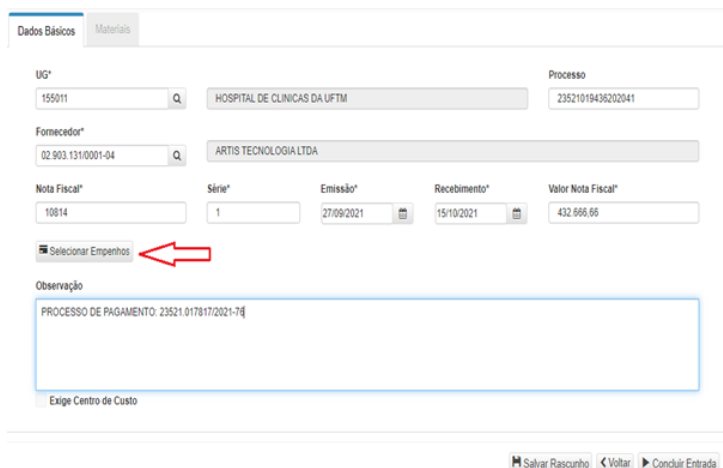 Dados Básicos Materiais
UG* Processo
155011 HOSPITAL DE CLINICAS DA UFTM 23521019436202041
Fornecedor*
02.903.131/0001-04 ARTIS TECNOLOGIA LTDA
Nota Fiscal* Série* Emissão* Recebimento* Valor Nota Fiscal*
10814 1 27/09/2021 15/10/2021 432.666,66
Selecionar Empenhos
Observação
PROCESSO DE PAGAMENTO: 23521.017817/2021-76
Exige Centro de Custo
Salvar Rascunho Voltar Concluir Entrada